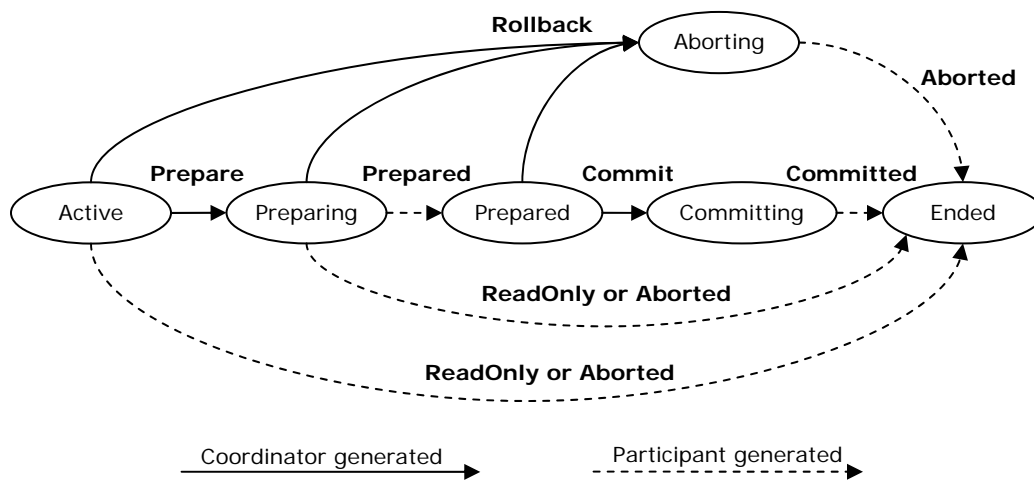 Rollback
Aborting
Aborted
Prepare
Prepared
Commit
Committed
Active
Preparing
Prepared
Committing
Ended
ReadOnly or Aborted
ReadOnly or Aborted
Coordinator generated
Participant generated